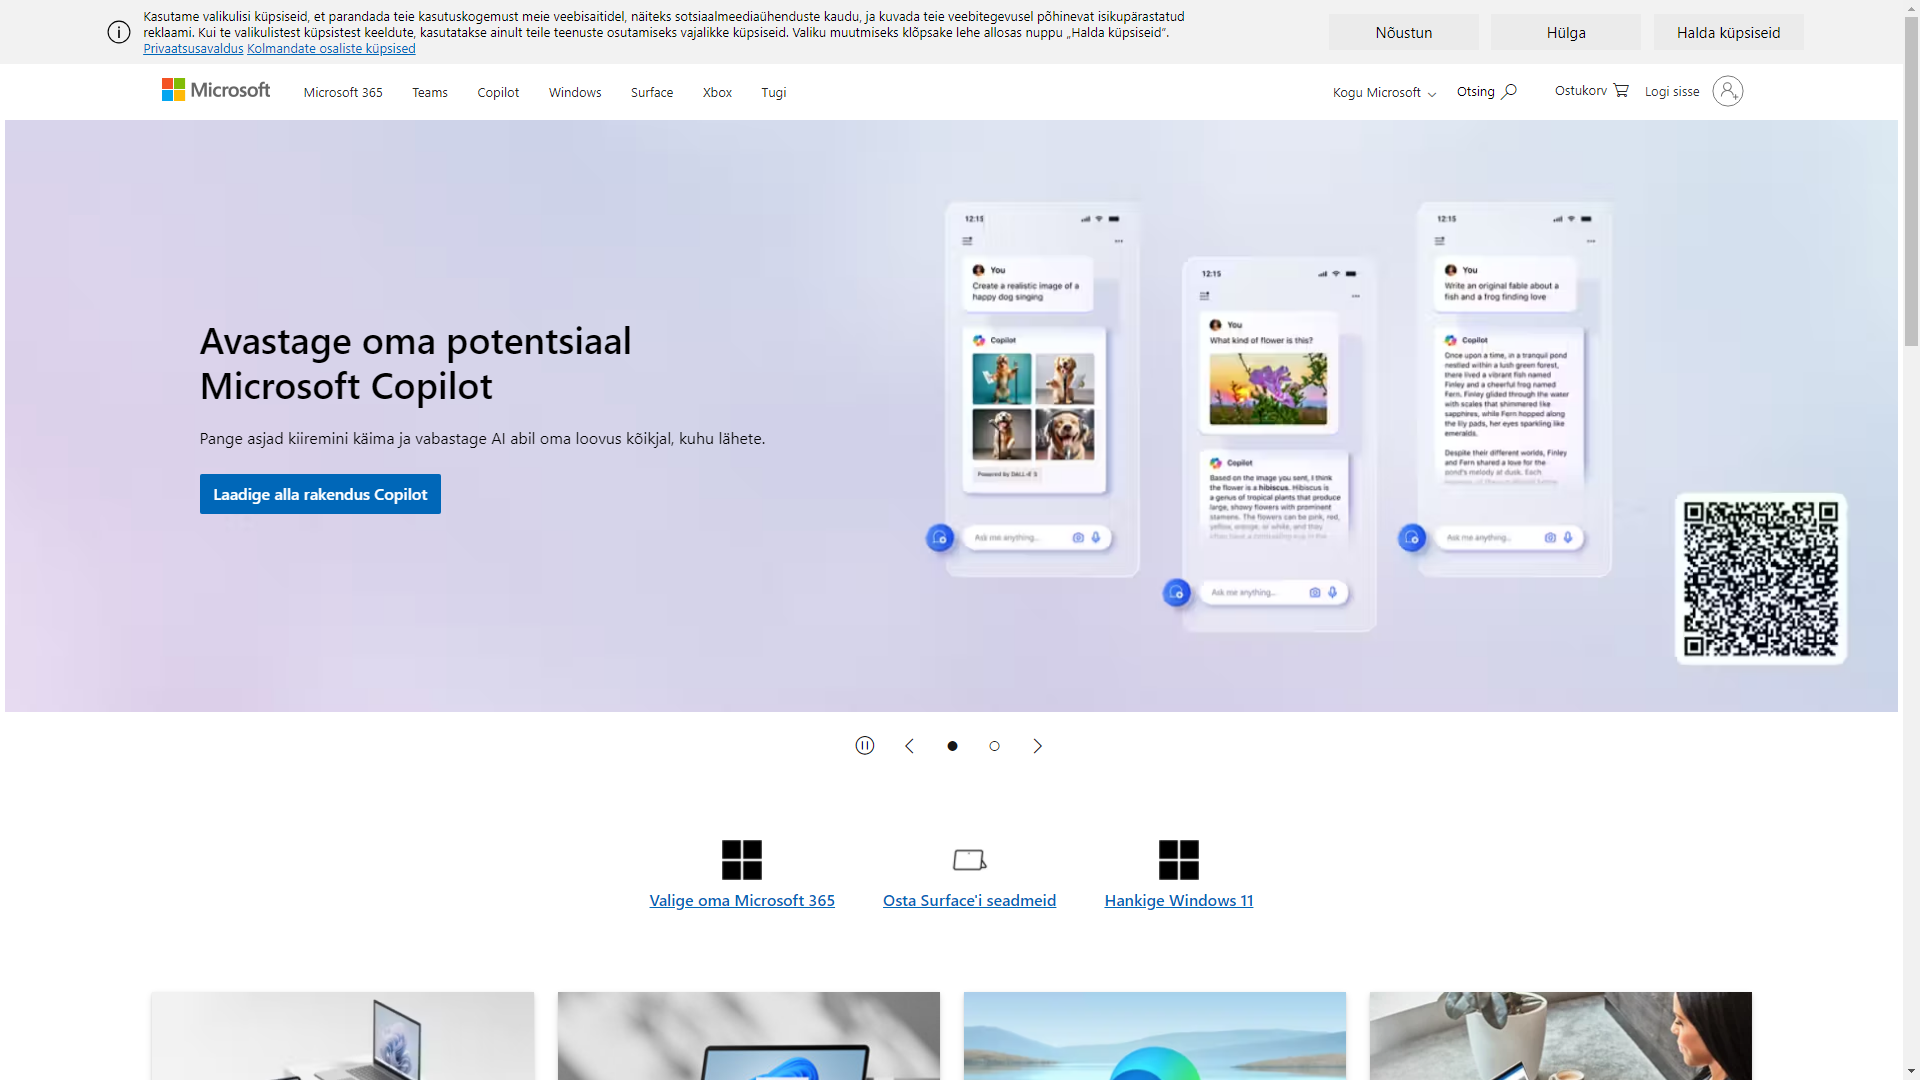 Kasutame valikulisi küpsiseid, et parandada teie kasutuskogemust meie veebisaitidel, näiteks sotsiaalmeediaühenduste kaudu, ja kuvada teie veebitegevusel põhinevat isikupärastatud
reklaami. Kui te valikulistest küpsistest keeldute, kasutatakse ainult teile teenuste osutamiseks vajalikke küpsiseid. Valiku muutmiseks klõpsake lehe allosas nuppu „Halda küpsiseid”.
Privaatsusavaldus Kolmandate osaliste küpsised
Nõustun
Hülga
Halda küpsiseid
Microsoft
Microsoft 365
Teams
Copilot
Windows
Surface
Xbox
Tugi
Kogu Microsoft
Otsing
Ostukorv
Logi sisse
Avastage oma potentsiaal
Microsoft Copilot
Pange asjad kiiremini käima ja vabastage AI abil oma loovus kõikjal, kuhu lähete.
Laadige alla rakendus Copilot
12:15
You
Create a realistic image of a
happy dog singing
Copilot
Powered by DALL-E 3
Ask me anything...
12:15
You
What kind of flower is this?
Copilot
Based on the image you sent, I think
the flower is a hibiscus. Hibiscus is
a genus of tropical plants that produce
large, showy flowers with prominent
stamens. The flowers can be pink, red,
yellow, orange, or white, and they
Ask me anything...
12:15
You
Write an original fable about a
fish and a frog finding love
Copilot
Once upon a time, in a tranquil pond
nestled within a lush green forest,
there lived a vibrant fish named
Finley and a cheerful frog named
Fern. Finley glided through the water
with scales that shimmered like
sapphires, while Fern hopped along
the lily pads, her eyes sparkling like
emeralds.
Despite their different worlds, Finley
and Fern shared a love for the
pond's melody at dusk. Each
Ask me anything...
Valige oma Microsoft 365
Osta Surface'i seadmeid
Hankige Windows 11